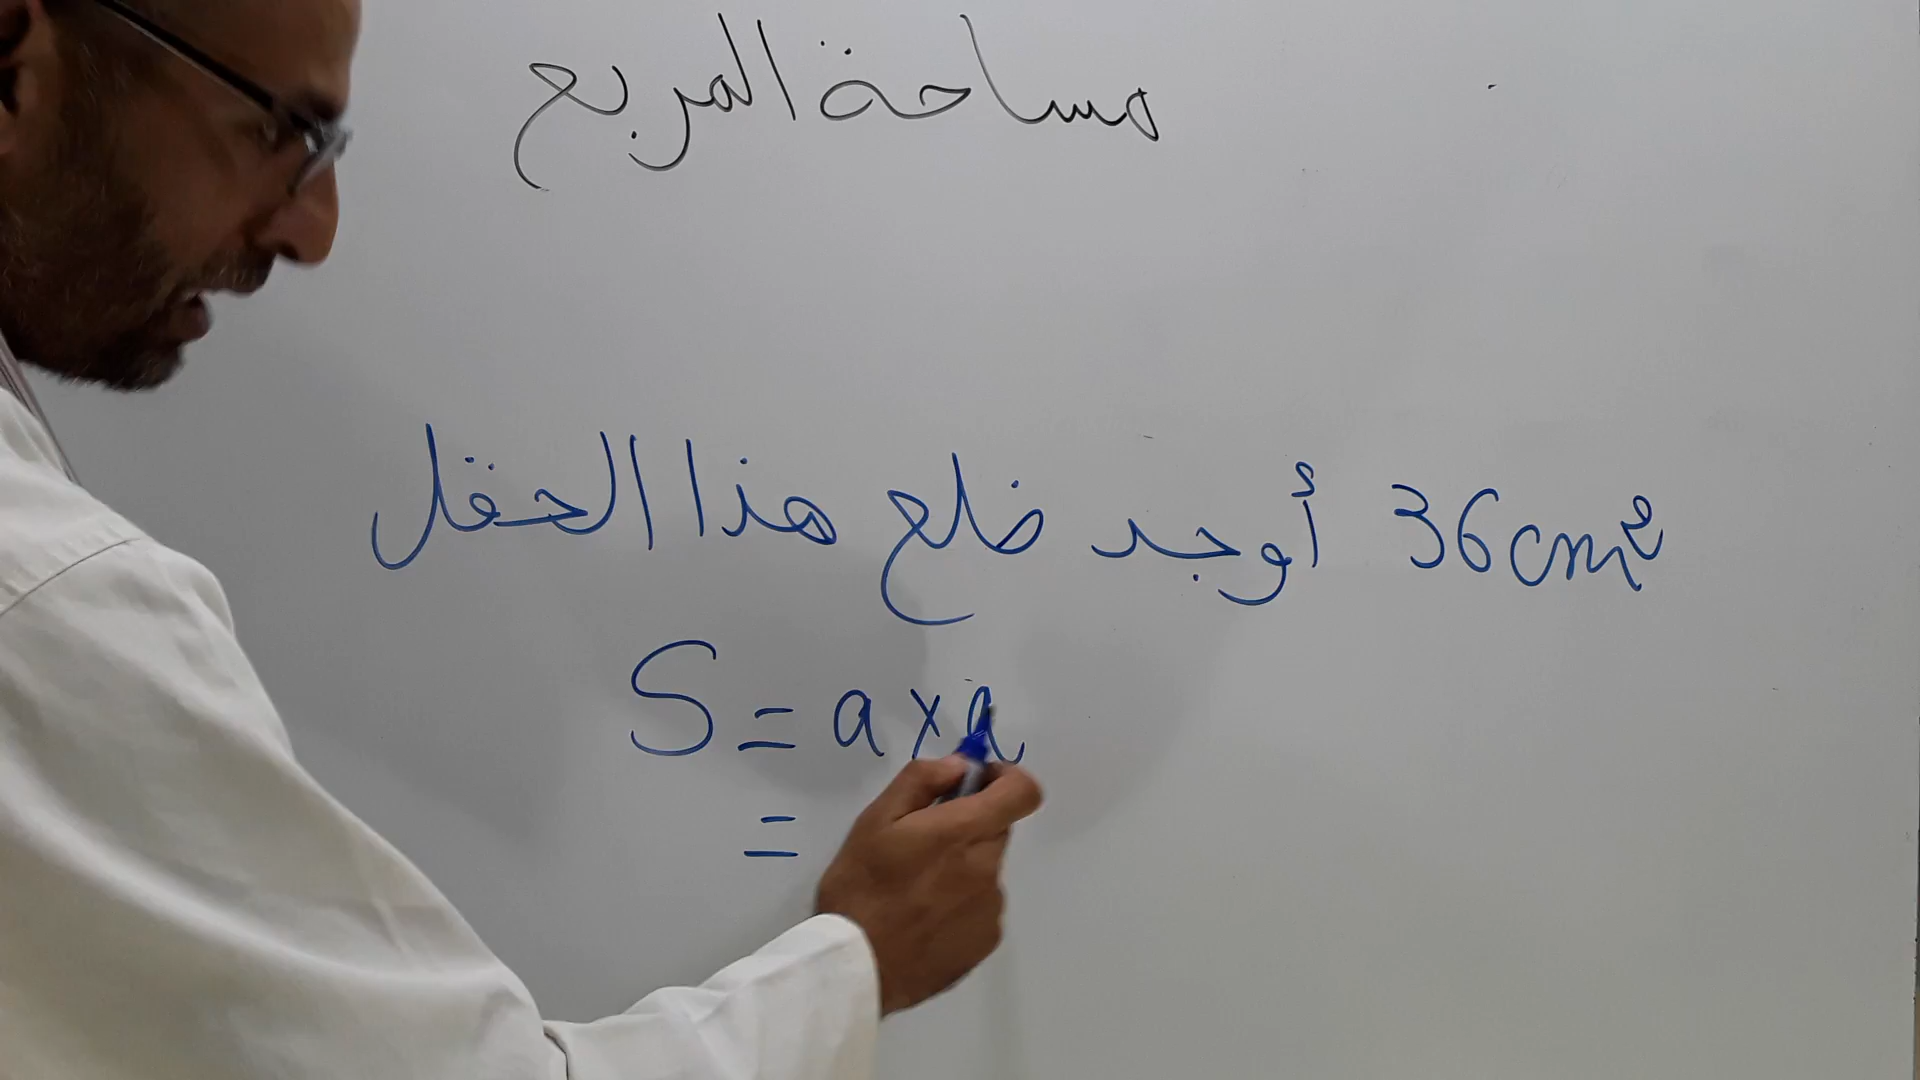 مساحة المربع
36cm² أوجد ضلع هذا الحقل
S = a x a
=